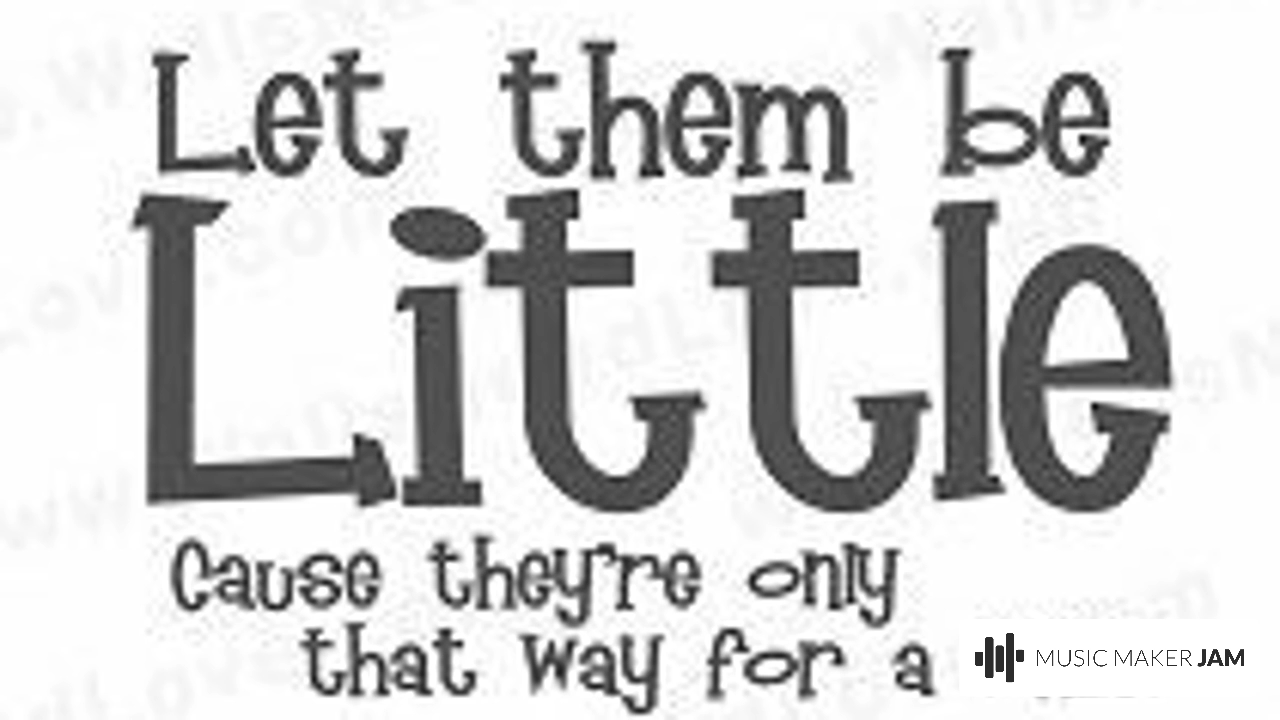 Let them be
Little
Cause they're only
that way for a
MUSIC MAKER JAM